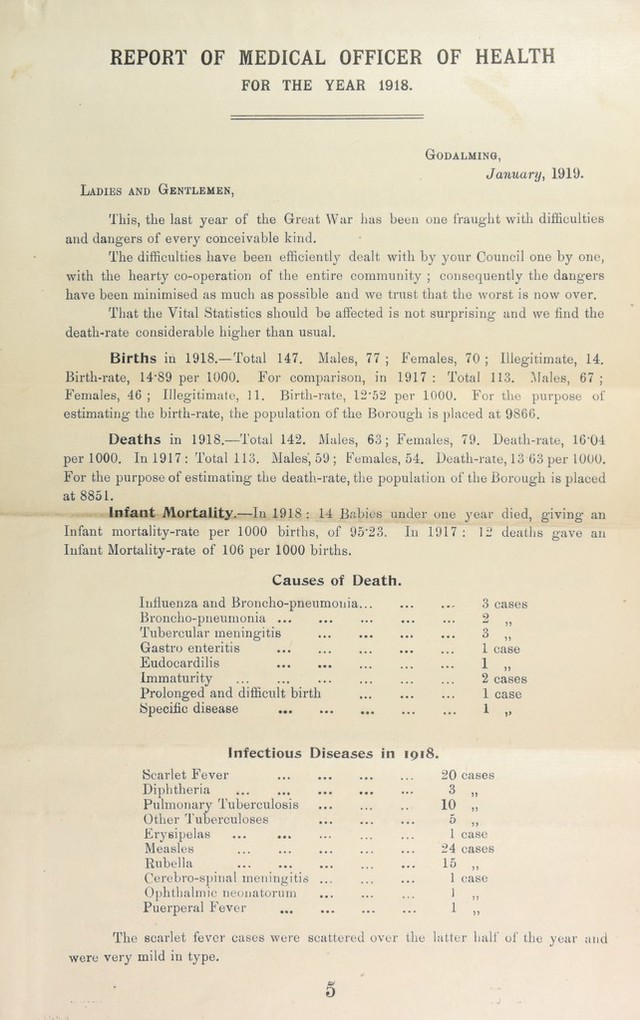 REPORT OF MEDICAL OFFICER OF HEALTH
FOR THE YEAR 1918.
GODALMING,
January, 1919.
LADIES AND GENTLEMEN,
This, the last year of the Great War has been one fraught with difficulties
and dangers of every conceivable kind.
The difficulties have been efficiently dealt with by your Council one by one,
with the hearty co-operation of the entire community ; consequently the dangers
have been minimised as much as possible and we trust that the worst is now over.
That the Vital Statistics should be affected is not surprising and we find the
death-rate considerable higher than usual.
Births in 1918.—Total 147. Males, 77 ; Females, 70 ; Illegitimate, 14.
Birth-rate, 14·89 per 1000. For comparison, in 1917 : Total 113. Males, 67 ;
Females, 46 ; Illegitimate, 11. Birth-rate, 12·52 per 1000. For the purpose of
estimating the birth-rate, the population of the Borough is placed at 9866.
Deaths in 1918.—Total 142. Males, 63 ; Females, 79. Death-rate, 16·04
per 1000. In 1917 : Total 113. Males, 59 ; Females, 54. Death-rate, 13 63 per 1000.
For the purpose of estimating the death-rate, the population of the Borough is placed
at 8851.
Infant Mortality.—In 1918 : 14 Babies under one year died, giving an
Infant mortality-rate per 1000 births, of 95·23. In 1917 : 12 deaths gave an
Infant Mortality-rate of 106 per 1000 births.
Causes of Death.
Influenza and Broncho-pneumonia... ... ... 3 cases
Broncho-pneumonia ... ... ... ... ... 2 „
Tubercular meningitis ... ... ... ... 3 „
Gastro enteritis ... ... ... ... ... 1 case
Eudocardilis ... ... ... ... ... 1 „
Immaturity ... ... ... ... ... ... 2 cases
Prolonged and difficult birth ... ... ... 1 case
Specific disease ... ... ... ... ... 1 „
Infectious Diseases in 1918.
Scarlet Fever ... ... ... ... 20 cases
Diphtheria ... ... ... ... ... 3 „
Pulmonary Tuberculosis ... ... ... 10 „
Other Tuberculoses ... ... ... 5 „
Erysipelas ... ... ... ... ... 1 case
Measles ... ... ... ... ... 24 cases
Rubella ... ... ... ... ... 15 „
Cerebro-spinal meningitis ... ... ... 1 case
Ophthalmic neonatorum ... ... ... 1 „
Puerperal Fever ... ... ... ... 1 „
The scarlet fever cases were scattered over the latter half of the year and
were very mild in type.
5